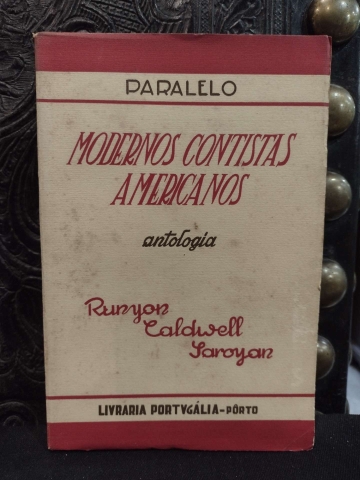 PARALELO
MODERNOS CONTISTAS
AMERICANOS
antologia
Runyon
Caldwell
Saroyan
LIVRARIA PORTVGÁLIA-PÔRTO